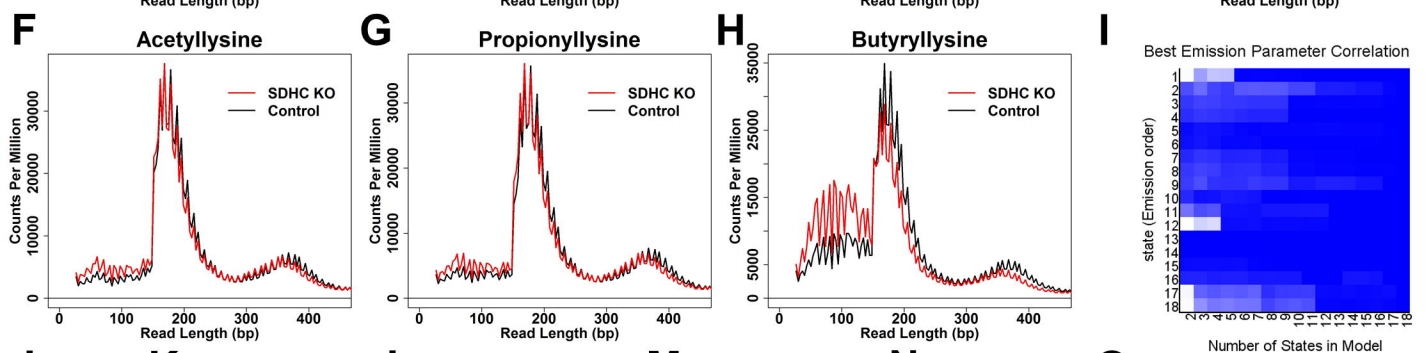 Read Length (bp) Read Length (bp) Read Length (bp) Read Length (bp)
F Acetyllysine
SDHC KO
Control
Counts Per Million
0 10000 20000 30000
0 100 200 300 400
Read Length (bp)
G Propionyllysine
SDHC KO
Control
Counts Per Million
0 10000 20000 30000
0 100 200 300 400
Read Length (bp)
H Butyryllysine
SDHC KO
Control
Counts Per Million
0 5000 15000 25000 35000
0 100 200 300 400
Read Length (bp)
I
Best Emission Parameter Correlation
state (Emission order)
1
2
3
4
5
6
7
8
9
10
11
12
13
14
15
16
17
18
2 3 4 5 6 7 8 9 10 11 12 13 14 15 16 17 18
Number of States in Model